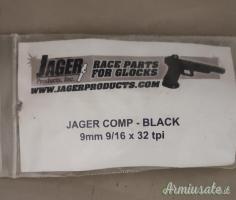 JAGER
Products, Inc.
RACE PARTS
FOR GLOCKS
WWW.JAGERPRODUCTS.COM
JAGER COMP - BLACK
9mm 9/16 x 32 tpi
Armiusate.it